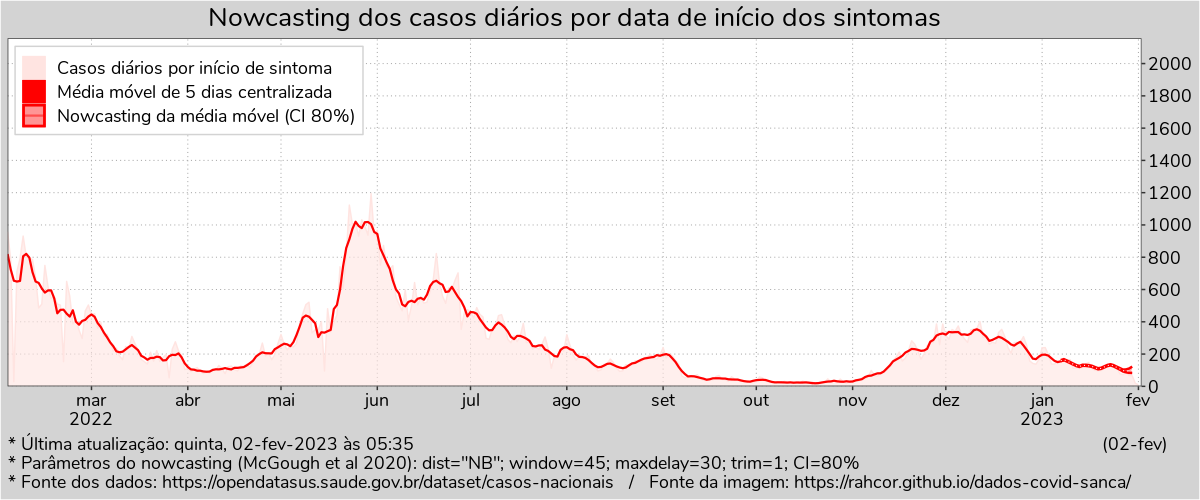 Nowcasting dos casos diários por data de início dos sintomas
Casos diários por início de sintoma
Média móvel de 5 dias centralizada
Nowcasting da média móvel (CI 80%)
2000
1800
1600
1400
1200
1000
800
600
400
200
0
mar abr mai jun jul ago set out nov dez jan fev
2022 2023
* Última atualização: quinta, 02-fev-2023 às 05:35 (02-fev)
* Parâmetros do nowcasting (McGough et al 2020): dist="NB"; window=45; maxdelay=30; trim=1; CI=80%
* Fonte dos dados: https://opendatasus.saude.gov.br/dataset/casos-nacionais / Fonte da imagem: https://rahcor.github.io/dados-covid-sanca/